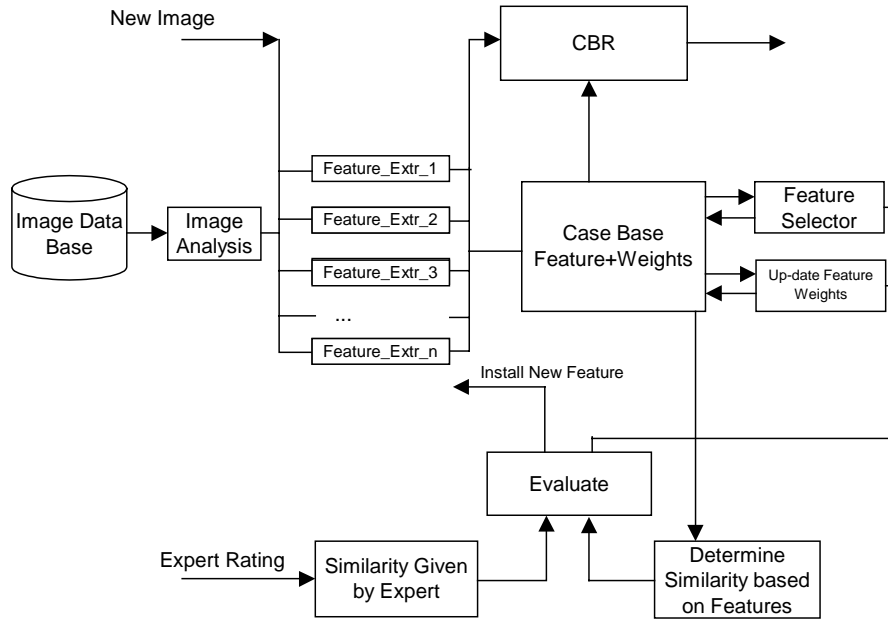 New Image
CBR
Feature_Extr_1
Image Data
Base
Image
Analysis
Feature_Extr_2
Feature_Extr_3
...
Feature_Extr_n
Case Base
Feature+Weights
Feature
Selector
Up-date Feature
Weights
Install New Feature
Evaluate
Expert Rating
Similarity Given
by Expert
Determine
Similarity based
on Features